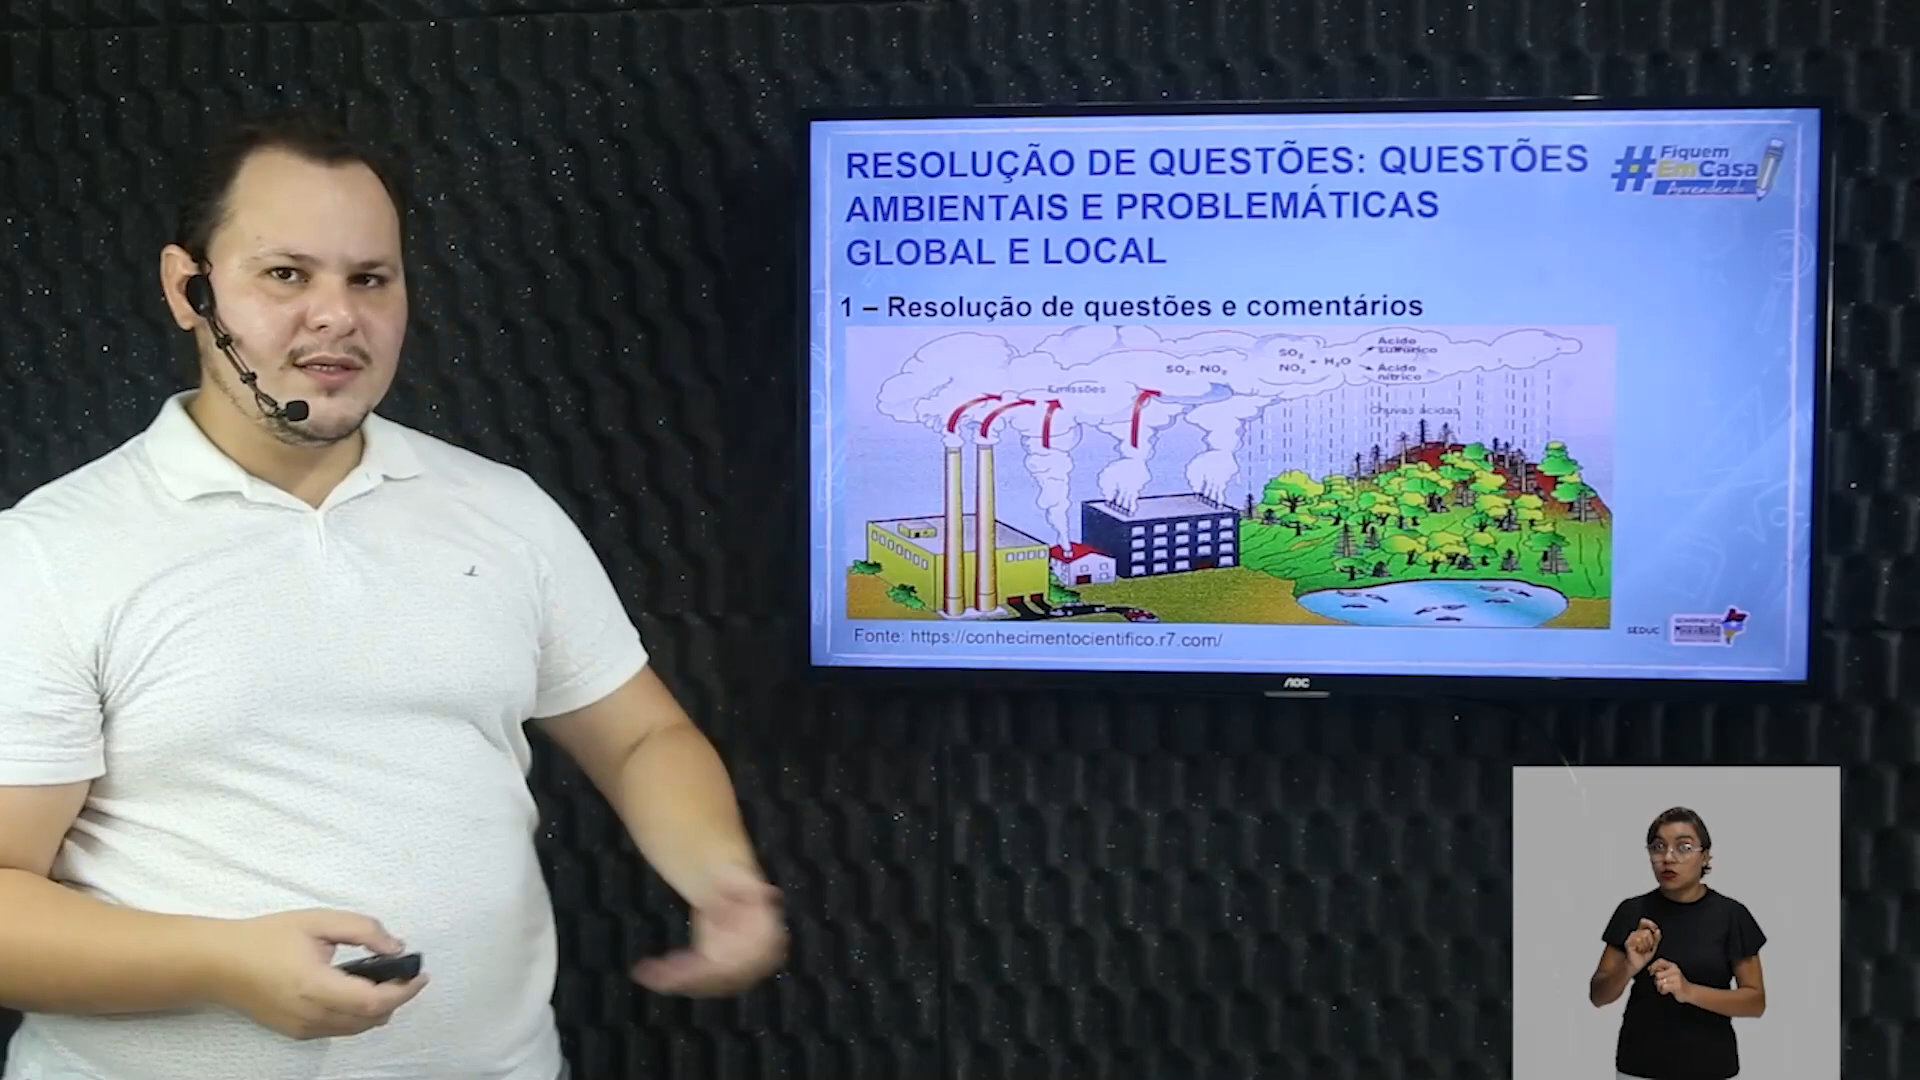 RESOLUÇÃO DE QUESTÕES: QUESTÕES
AMBIENTAIS E PROBLEMÁTICAS
GLOBAL E LOCAL
#Fiquem
EmCasa
Aprendendo
1 – Resolução de questões e comentários
Emissões
SO₂, NO₂
SO₂
NO₂
+ H₂O
Ácido
sulfúrico
Ácido
nítrico
Chuvas ácidas
Fonte: https://conhecimentocientifico.r7.com/
SEDUC
AOC